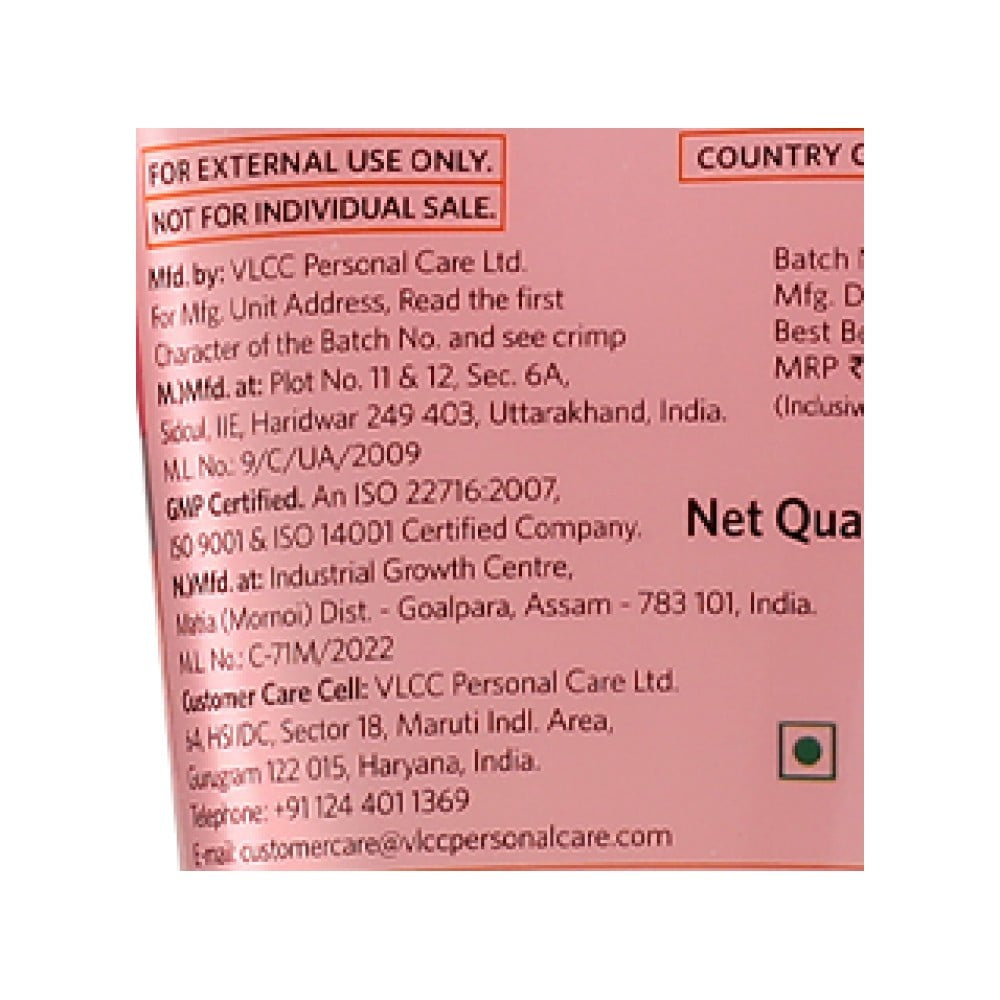 FOR EXTERNAL USE ONLY.
NOT FOR INDIVIDUAL SALE.
Mfd. by: VLCC Personal Care Ltd.
For Mfg. Unit Address, Read the first
Character of the Batch No. and see crimp
M.)Mfd. at: Plot No. 11 & 12, Sec. 6A,
Sidcul, IIE, Haridwar 249 403, Uttarakhand, India.
M.L No.: 9/C/UA/2009
GMP Certified. An ISO 22716:2007,
ISO 9001 & ISO 14001 Certified Company.
N.)Mfd. at: Industrial Growth Centre,
Matia (Mornoi) Dist. - Goalpara, Assam - 783 101, India.
M.L No.: C-71M/2022
Customer Care Cell: VLCC Personal Care Ltd.
64, HSIIDC, Sector 18, Maruti Indl. Area,
Gurugram 122 015, Haryana, India.
Telephone: +91 124 401 1369
E-mail: customercare@vlccpersonalcare.com
COUNTRY
Batch
Mfg.
Best
MRP ₹
Net